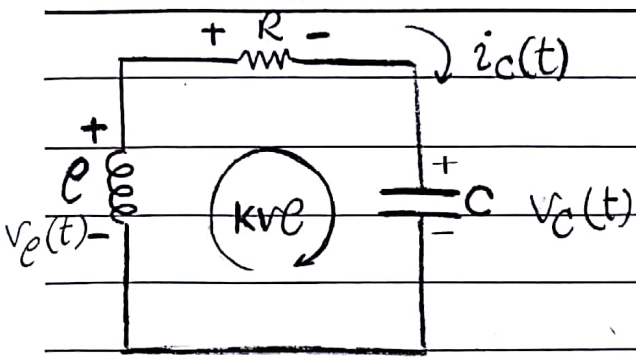 + R -
i_c(t)
+
l
v_l(t) -
KVL
+
C
v_c(t)
-